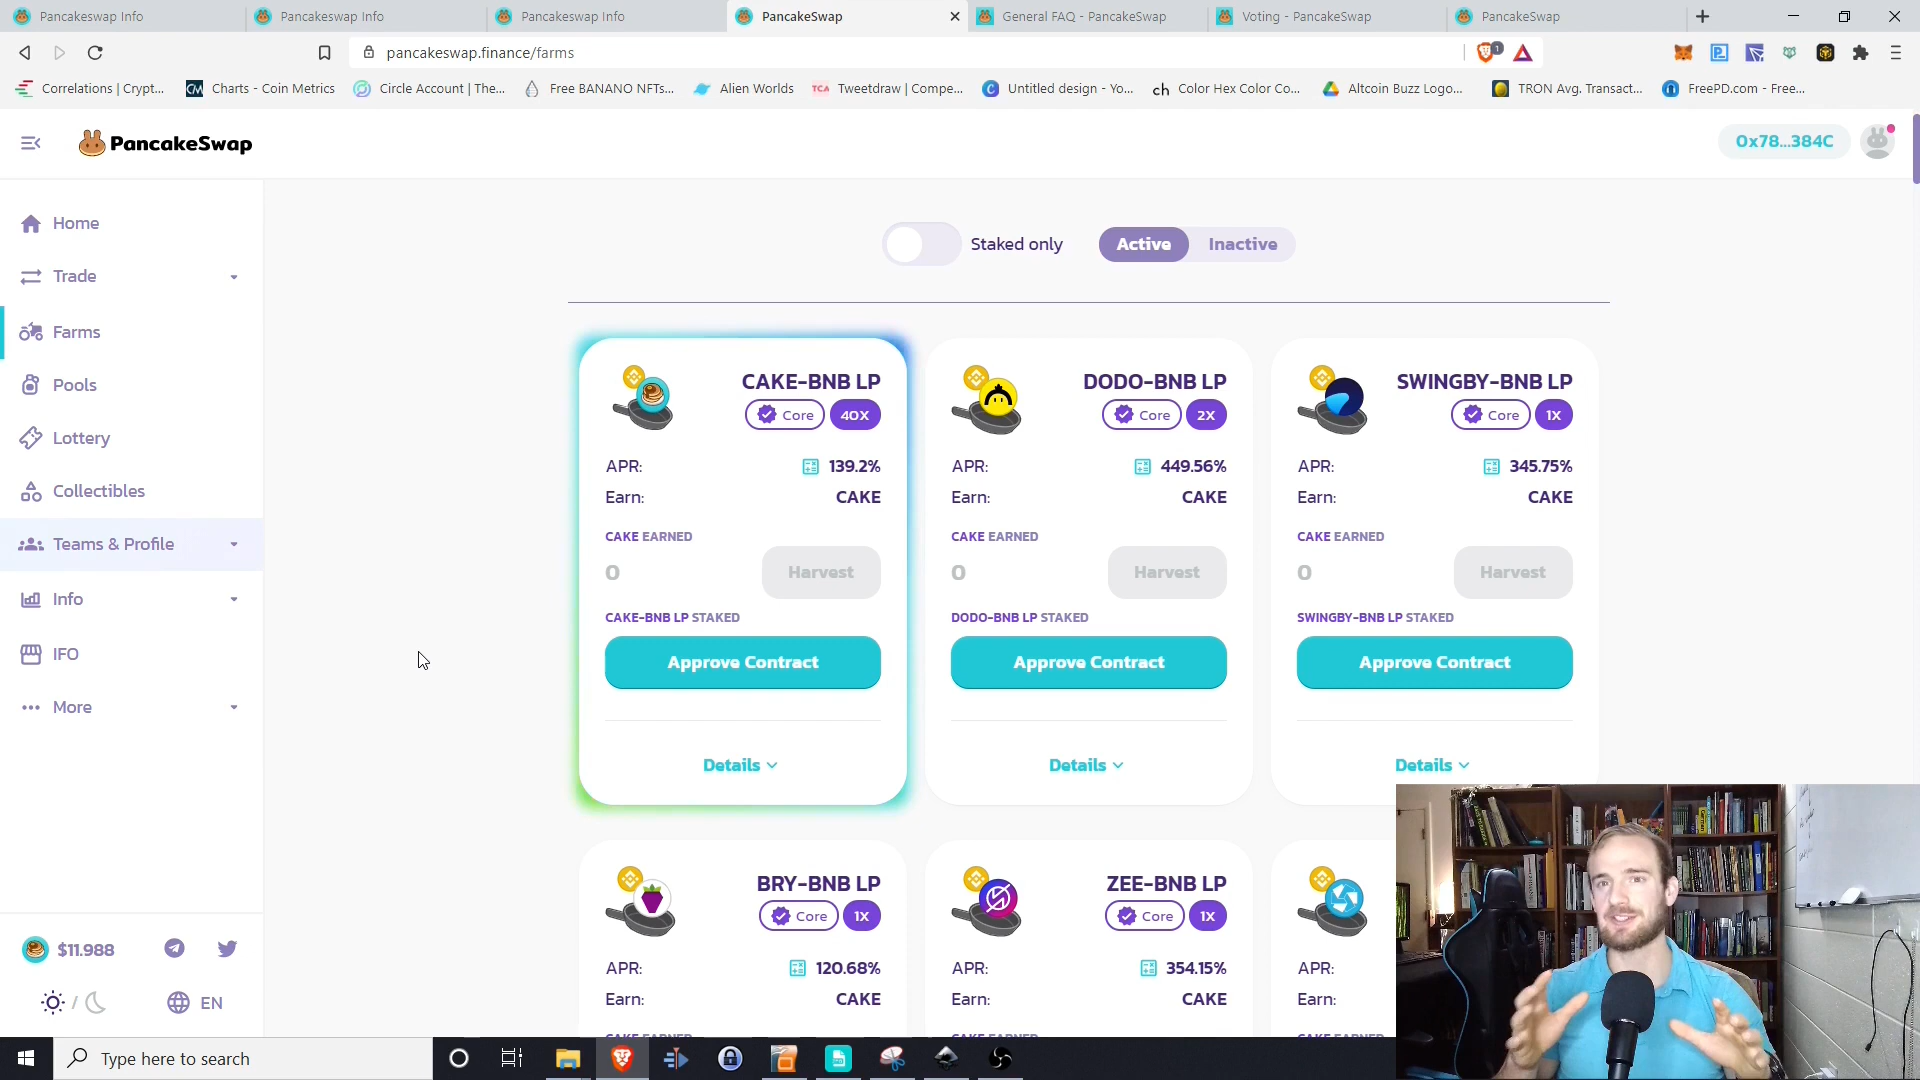 Pancakeswap Info
Pancakeswap Info
Pancakeswap Info
PancakeSwap
General FAQ - PancakeSwap
Voting - PancakeSwap
PancakeSwap
pancakeswap.finance/farms
1
Correlations | Crypt...
CM Charts - Coin Metrics
Circle Account | The...
Free BANANO NFTs...
Alien Worlds
TCA Tweetdraw | Compe...
Untitled design - Yo...
ch Color Hex Color Co...
Altcoin Buzz Logo...
TRON Avg. Transact...
FreePD.com - Free...
PancakeSwap
0x78...384C
Home
Trade
Farms
Pools
Lottery
Collectibles
Teams & Profile
Info
IFO
More
$11.988
/
EN
Staked only
Active Inactive
CAKE-BNB LP
Core 40X
APR: 139.2%
Earn: CAKE
CAKE EARNED
0 Harvest
CAKE-BNB LP STAKED
Approve Contract
Details
DODO-BNB LP
Core 2X
APR: 449.56%
Earn: CAKE
CAKE EARNED
0 Harvest
DODO-BNB LP STAKED
Approve Contract
Details
SWINGBY-BNB LP
Core 1X
APR: 345.75%
Earn: CAKE
CAKE EARNED
0 Harvest
SWINGBY-BNB LP STAKED
Approve Contract
Details
BRY-BNB LP
Core 1X
APR: 120.68%
Earn: CAKE
CAKE EARNED
ZEE-BNB LP
Core 1X
APR: 354.15%
Earn: CAKE
CAKE EARNED
APR:
Earn:
Type here to search